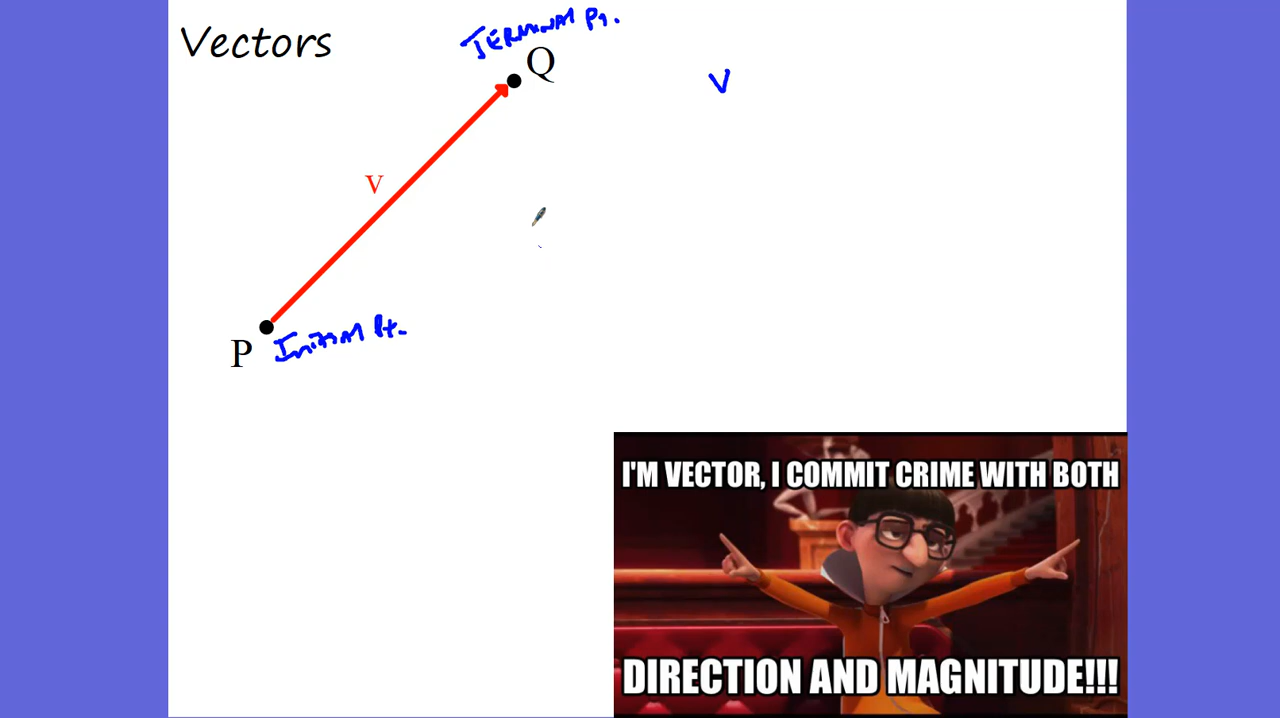 Vectors
TERMINAL Pt.
Q
V
v
P
Initial Pt.
I'M VECTOR, I COMMIT CRIME WITH BOTH
DIRECTION AND MAGNITUDE!!!